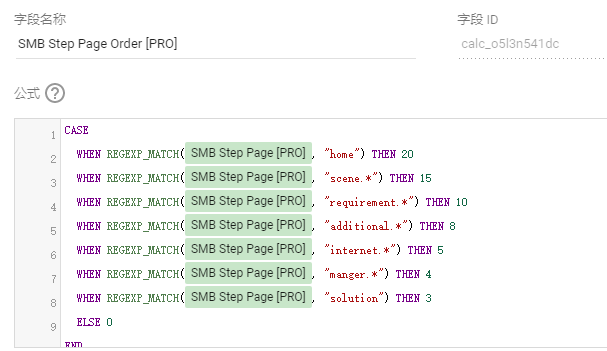 字段名称
字段 ID
SMB Step Page Order [PRO]
calc_o5l3n541dc
公式 ?
1 CASE
2 WHEN REGEXP_MATCH( SMB Step Page [PRO] , "home") THEN 20
3 WHEN REGEXP_MATCH( SMB Step Page [PRO] , "scene.*") THEN 15
4 WHEN REGEXP_MATCH( SMB Step Page [PRO] , "requirement.*") THEN 10
5 WHEN REGEXP_MATCH( SMB Step Page [PRO] , "additional.*") THEN 8
6 WHEN REGEXP_MATCH( SMB Step Page [PRO] , "internet.*") THEN 5
7 WHEN REGEXP_MATCH( SMB Step Page [PRO] , "manger.*") THEN 4
8 WHEN REGEXP_MATCH( SMB Step Page [PRO] , "solution") THEN 3
9 ELSE 0
END